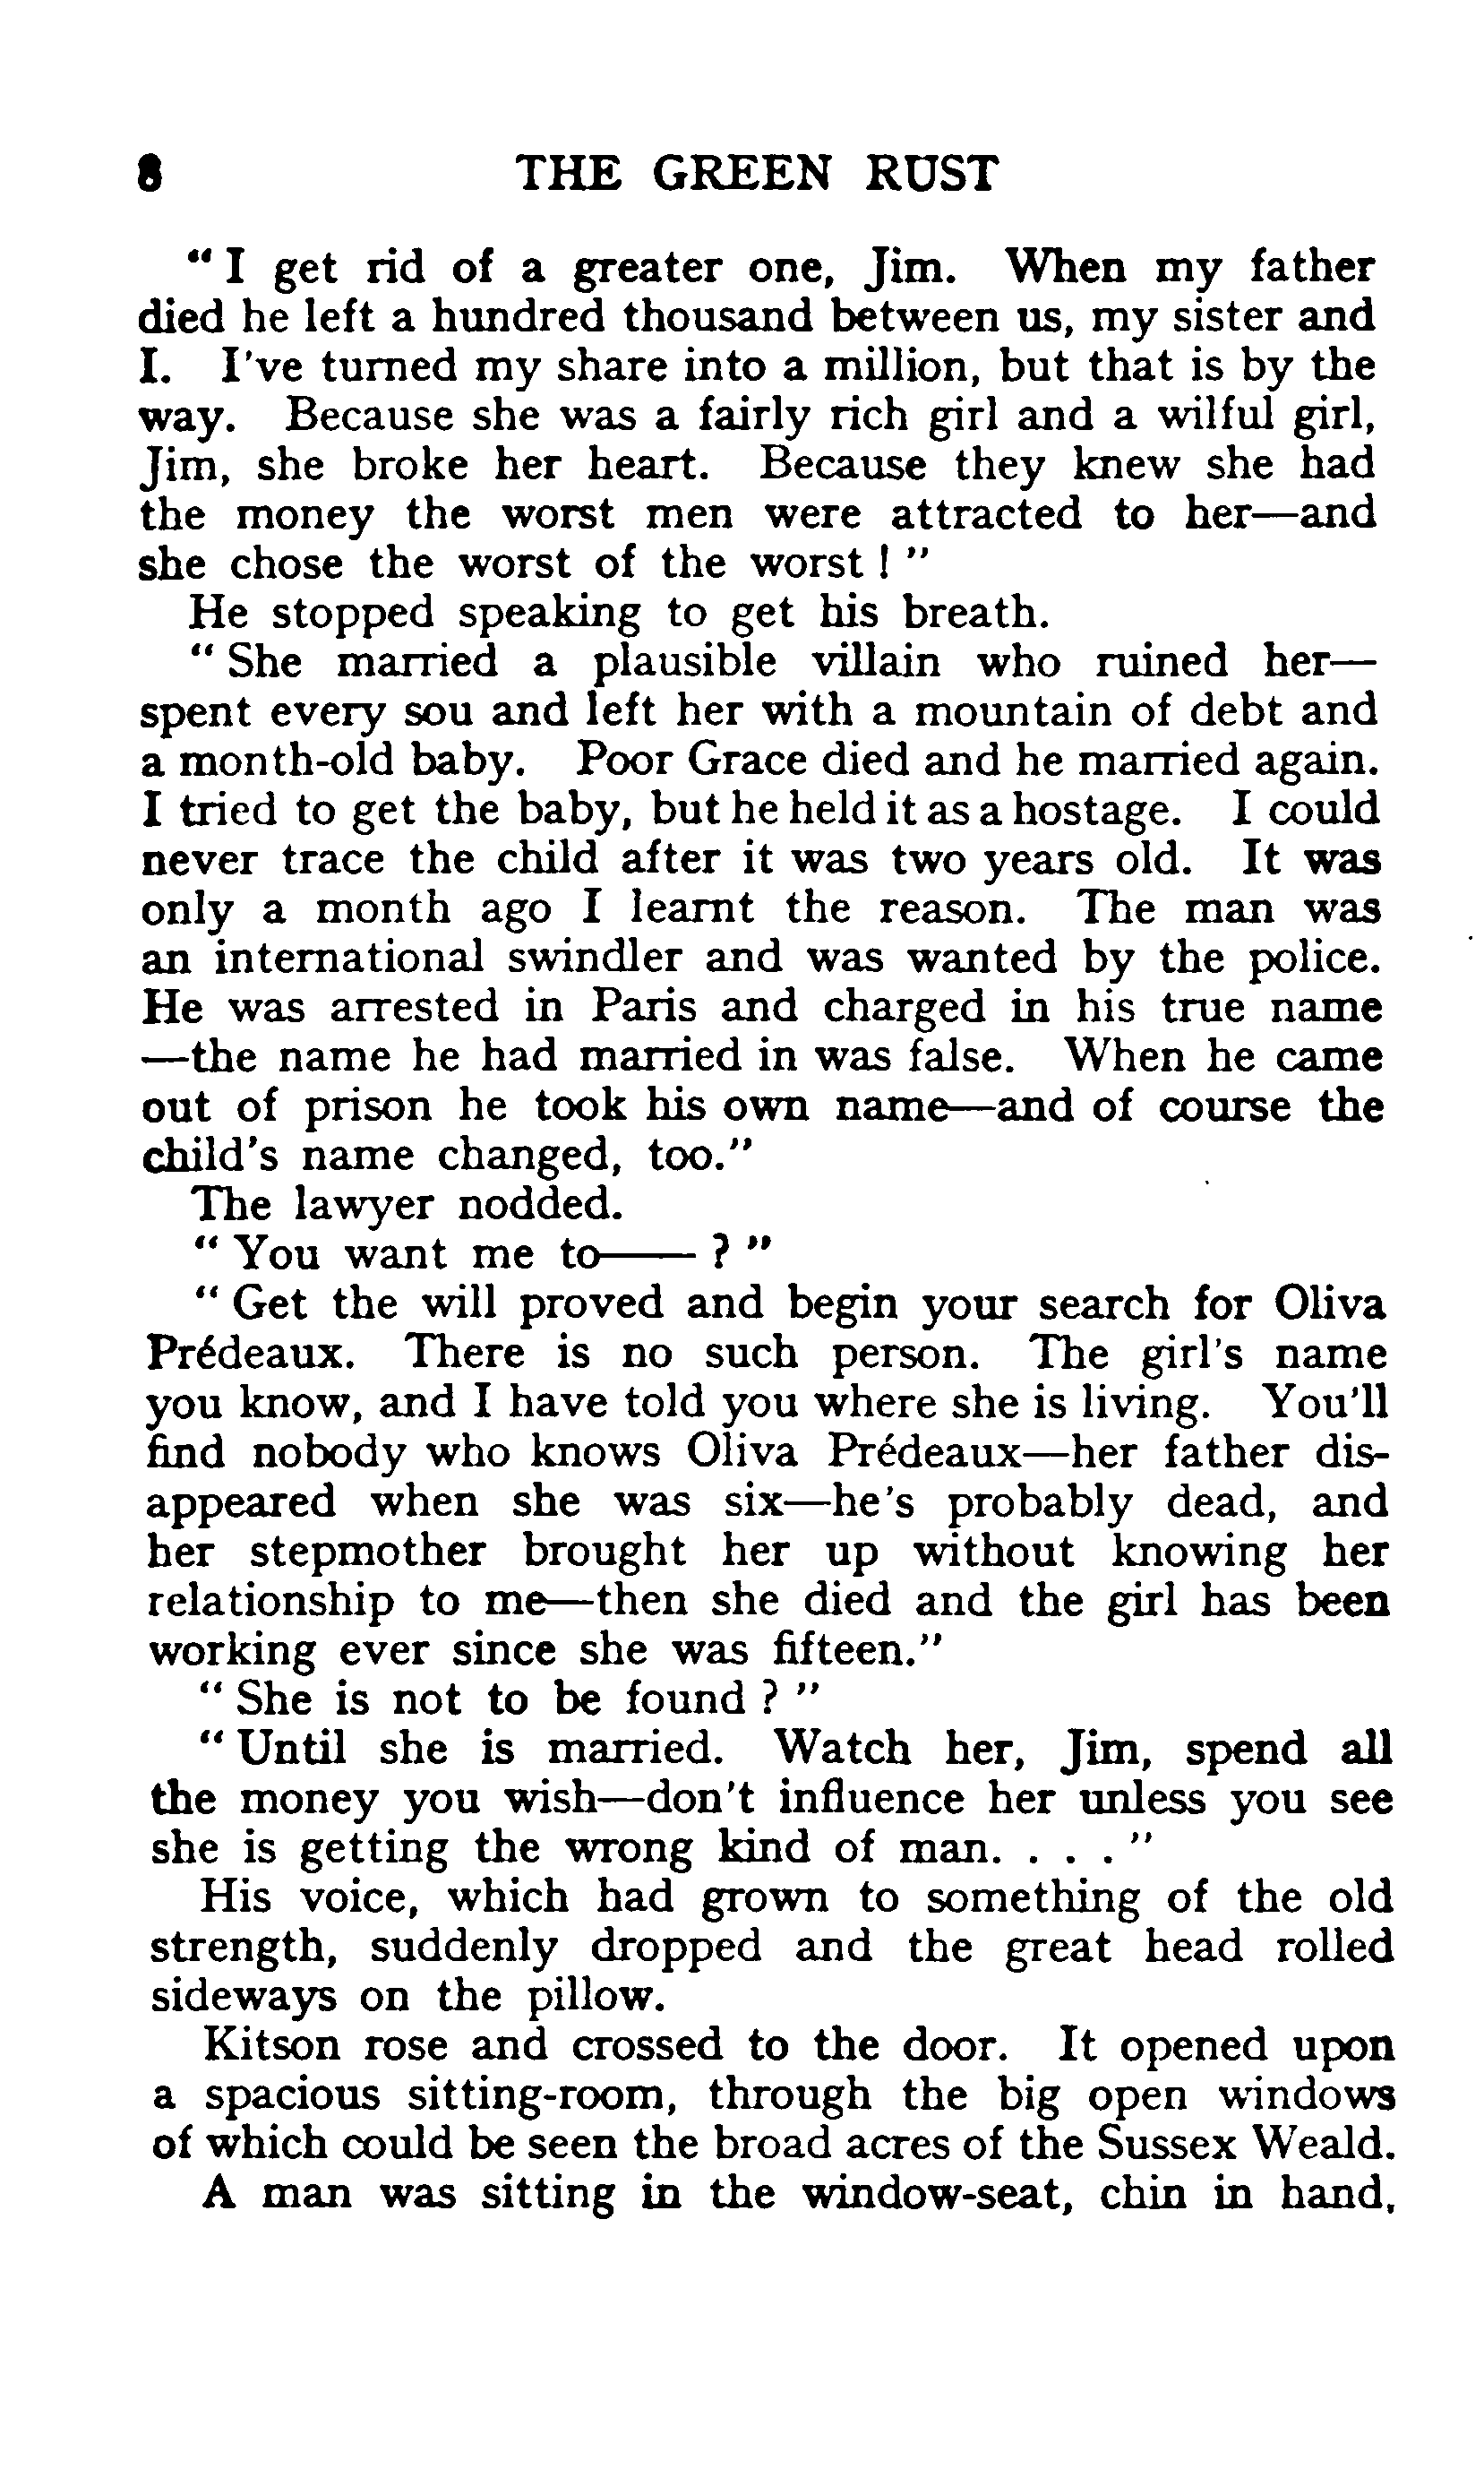 8 THE GREEN RUST
" I get rid of a greater one, Jim. When my father
died he left a hundred thousand between us, my sister and
I. I've turned my share into a million, but that is by the
way. Because she was a fairly rich girl and a wilful girl,
Jim, she broke her heart. Because they knew she had
the money the worst men were attracted to her—and
she chose the worst of the worst ! "
He stopped speaking to get his breath.
" She married a plausible villain who ruined her—
spent every sou and left her with a mountain of debt and
a month-old baby. Poor Grace died and he married again.
I tried to get the baby, but he held it as a hostage. I could
never trace the child after it was two years old. It was
only a month ago I learnt the reason. The man was
an international swindler and was wanted by the police.
He was arrested in Paris and charged in his true name
—the name he had married in was false. When he came
out of prison he took his own name—and of course the
child's name changed, too."
The lawyer nodded.
" You want me to—— ? "
" Get the will proved and begin your search for Oliva
Prédeaux. There is no such person. The girl's name
you know, and I have told you where she is living. You'll
find nobody who knows Oliva Prédeaux—her father dis-
appeared when she was six—he's probably dead, and
her stepmother brought her up without knowing her
relationship to me—then she died and the girl has been
working ever since she was fifteen."
" She is not to be found ? "
" Until she is married. Watch her, Jim, spend all
the money you wish—don't influence her unless you see
she is getting the wrong kind of man. . . . "
His voice, which had grown to something of the old
strength, suddenly dropped and the great head rolled
sideways on the pillow.
Kitson rose and crossed to the door. It opened upon
a spacious sitting-room, through the big open windows
of which could be seen the broad acres of the Sussex Weald.
A man was sitting in the window-seat, chin in hand,